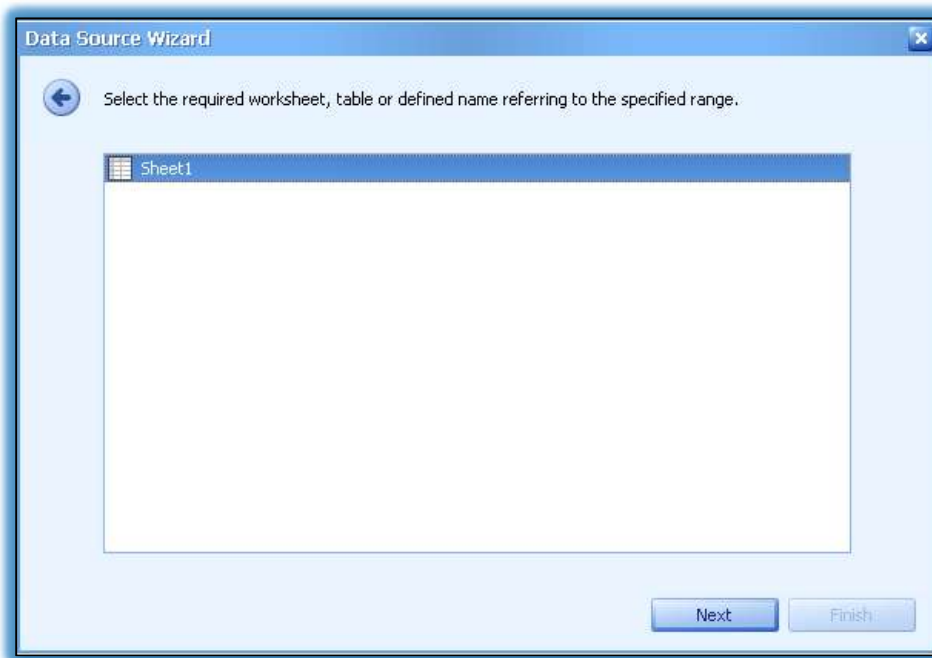 Data Source Wizard
Select the required worksheet, table or defined name referring to the specified range.
Sheet1
Next
Finish